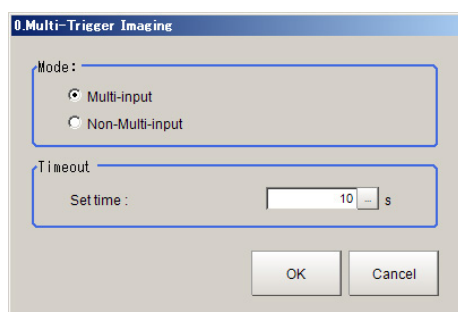 0.Multi-Trigger Imaging
Mode:
Multi-input
Non-Multi-input
Timeout
Set time :
10 ... s
OK Cancel